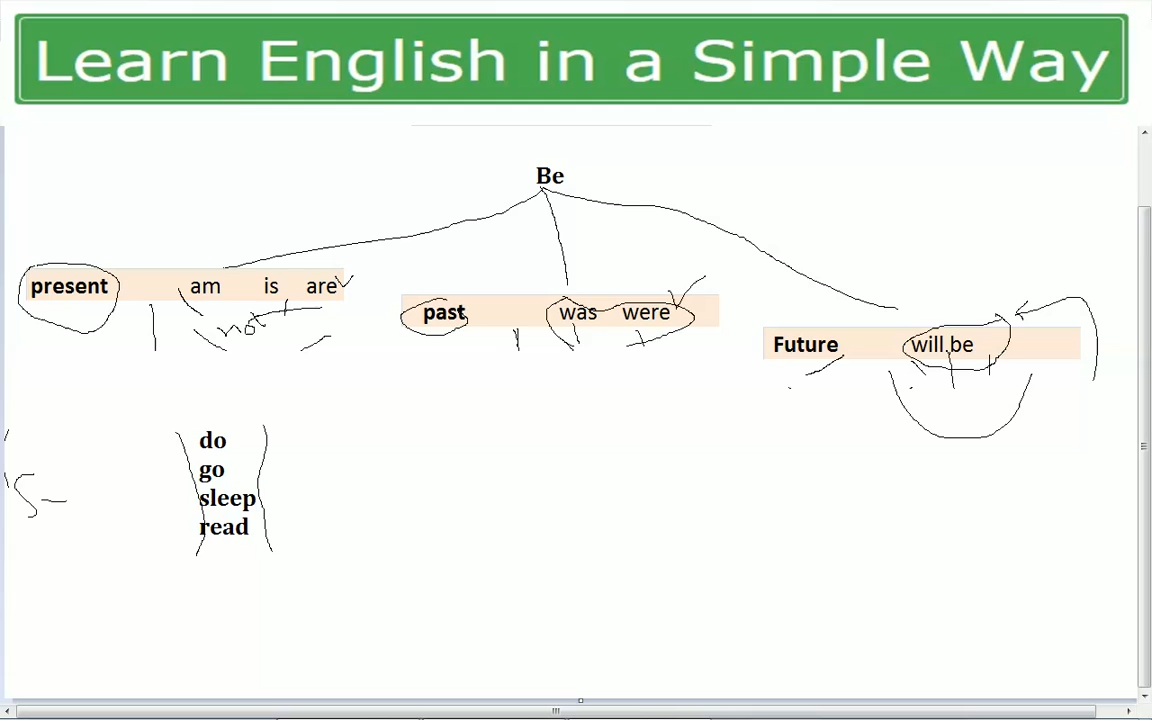 Learn English in a Simple Way
Be
present am is are
not
past was were
Future will be
do
go
sleep
read